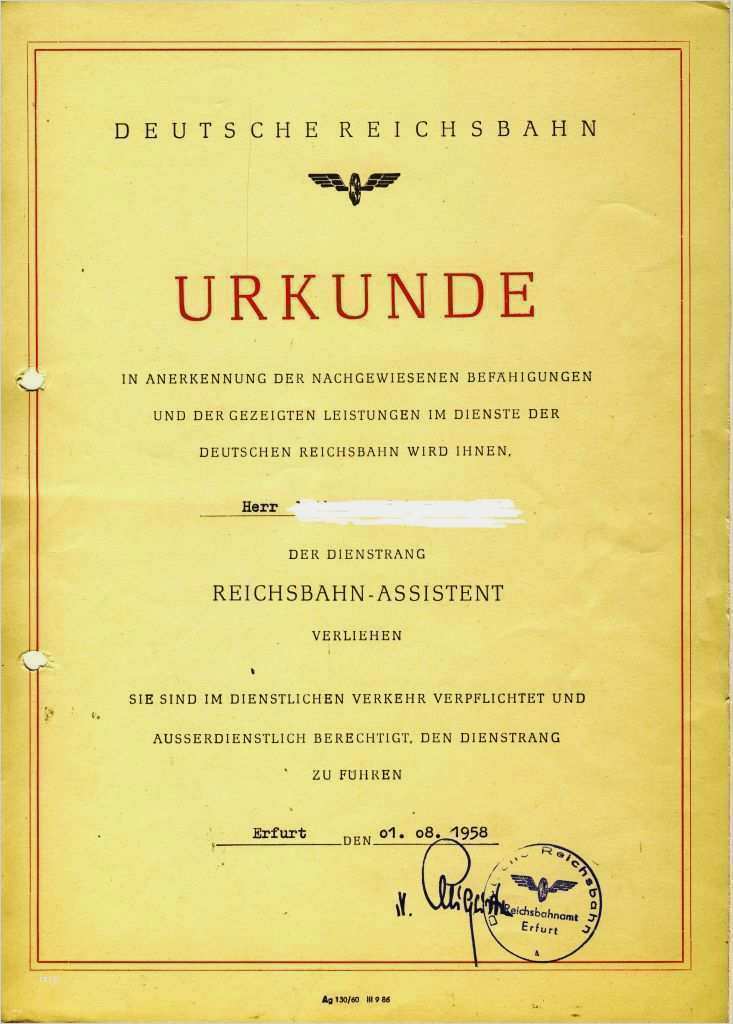 DEUTSCHE REICHSBAHN
URKUNDE
IN ANERKENNUNG DER NACHGEWIESENEN BEFÄHIGUNGEN
UND DER GEZEIGTEN LEISTUNGEN IM DIENSTE DER
DEUTSCHEN REICHSBAHN WIRD IHNEN,
Herr
DER DIENSTRANG
REICHSBAHN-ASSISTENT
VERLIEHEN
SIE SIND IM DIENSTLICHEN VERKEHR VERPFLICHTET UND
AUSSERDIENSTLICH BERECHTIGT, DEN DIENSTRANG
ZU FÜHREN
Erfurt DEN 01. 08. 1958
Deutsche Reichsbahn
Reichsbahnamt
Erfurt
Ag 130/60 III 9 86